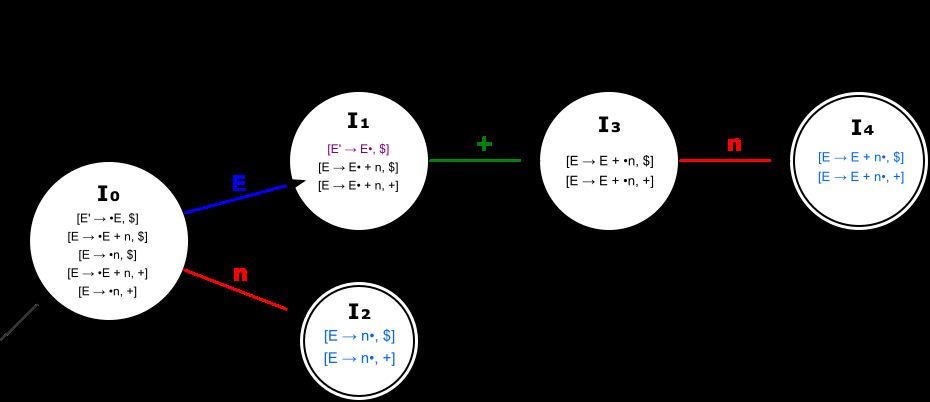 I₀
[E' → •E, $]
[E → •E + n, $]
[E → •n, $]
[E → •E + n, +]
[E → •n, +]
E
n
I₁
[E' → E•, $]
[E → E• + n, $]
[E → E• + n, +]
I₂
[E → n•, $]
[E → n•, +]
+
I₃
[E → E + •n, $]
[E → E + •n, +]
n
I₄
[E → E + n•, $]
[E → E + n•, +]